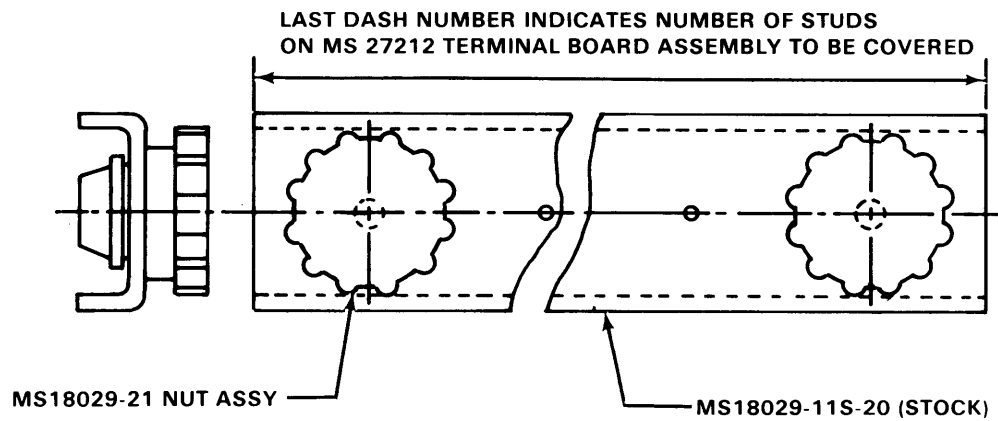 LAST DASH NUMBER INDICATES NUMBER OF STUDS
ON MS 27212 TERMINAL BOARD ASSEMBLY TO BE COVERED
MS18029-21 NUT ASSY
MS18029-11S-20 (STOCK)